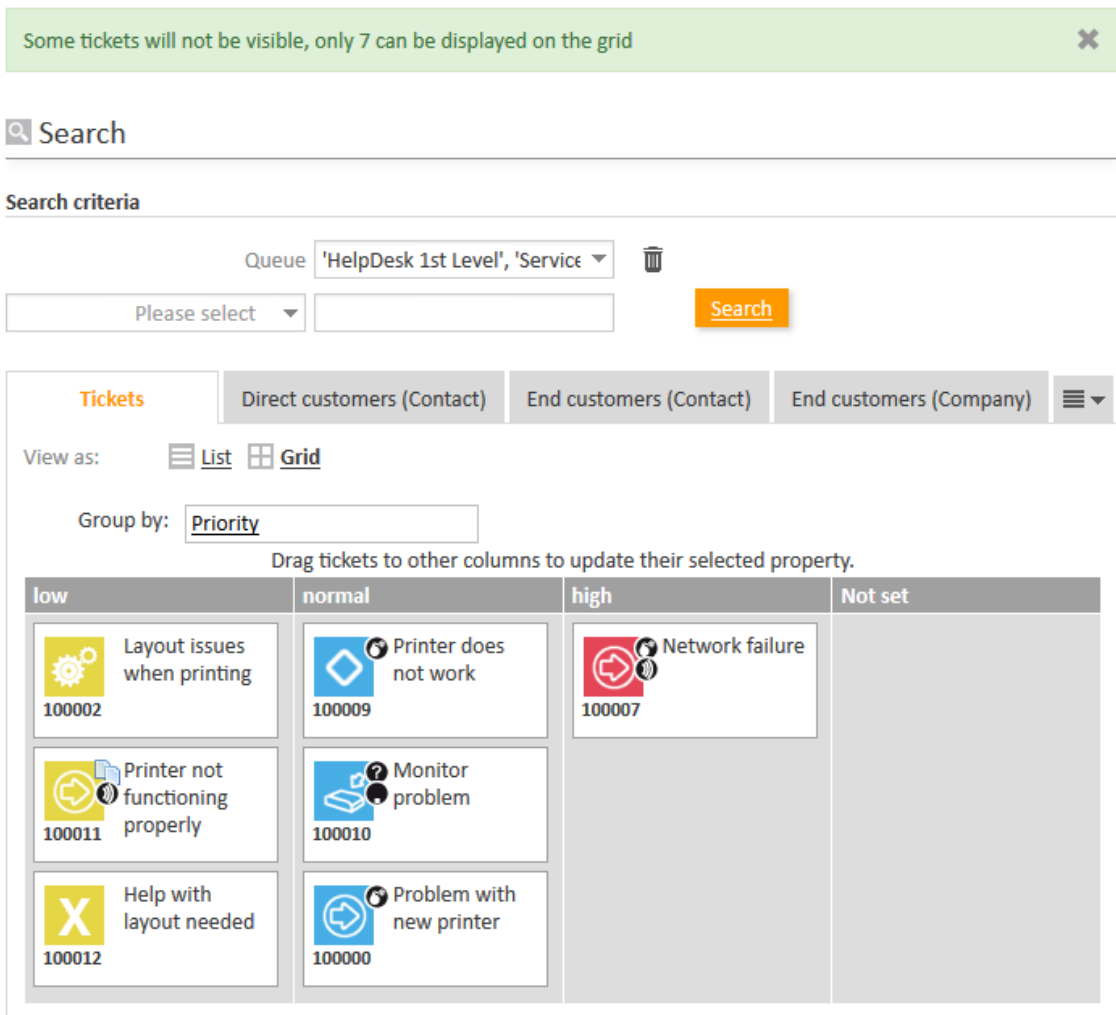 Some tickets will not be visible, only 7 can be displayed on the grid
Search
Search criteria
Queue 'HelpDesk 1st Level', 'Service
Please select Search
Tickets Direct customers (Contact) End customers (Contact) End customers (Company)
View as: List Grid
Group by: Priority
Drag tickets to other columns to update their selected property.
low normal high Not set
Layout issues
when printing
100002
Printer does
not work
100009
Network failure
100007
Printer not
functioning
properly
100011
Monitor
problem
100010
Help with
layout needed
X
100012
Problem with
new printer
100000